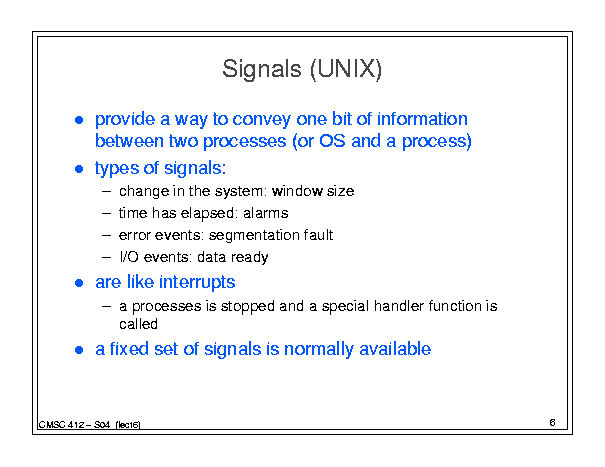 Signals (UNIX)
● provide a way to convey one bit of information
between two processes (or OS and a process)
● types of signals:
– change in the system: window size
– time has elapsed: alarms
– error events: segmentation fault
– I/O events: data ready
● are like interrupts
– a processes is stopped and a special handler function is
called
● a fixed set of signals is normally available
CMSC 412 – S04 (lect6)
6